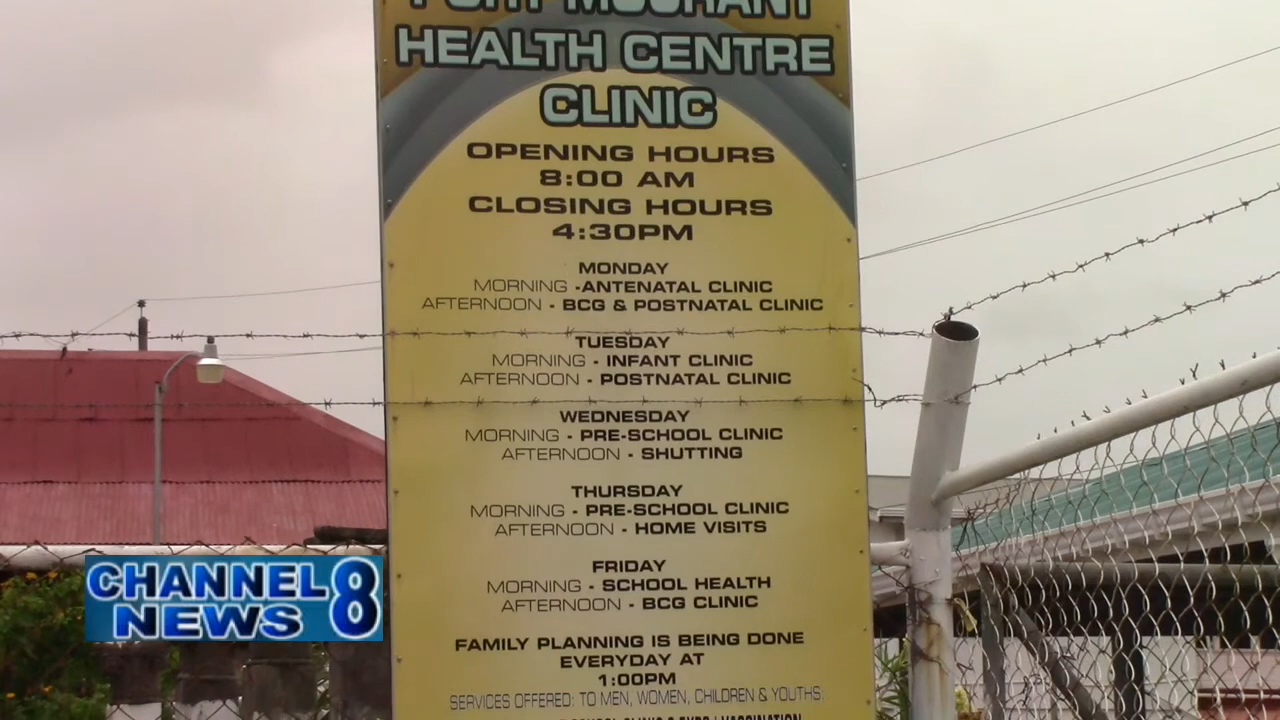 PORT MOURANT
HEALTH CENTRE
CLINIC
OPENING HOURS
8:00 AM
CLOSING HOURS
4:30PM
MONDAY
MORNING -ANTENATAL CLINIC
AFTERNOON - BCG & POSTNATAL CLINIC
TUESDAY
MORNING - INFANT CLINIC
AFTERNOON - POSTNATAL CLINIC
WEDNESDAY
MORNING - PRE-SCHOOL CLINIC
AFTERNOON - SHUTTING
THURSDAY
MORNING - PRE-SCHOOL CLINIC
AFTERNOON - HOME VISITS
FRIDAY
MORNING - SCHOOL HEALTH
AFTERNOON - BCG CLINIC
FAMILY PLANNING IS BEING DONE
EVERYDAY AT
1:00PM
SERVICES OFFERED: TO MEN, WOMEN, CHILDREN & YOUTHS.
CHANNEL 8
NEWS